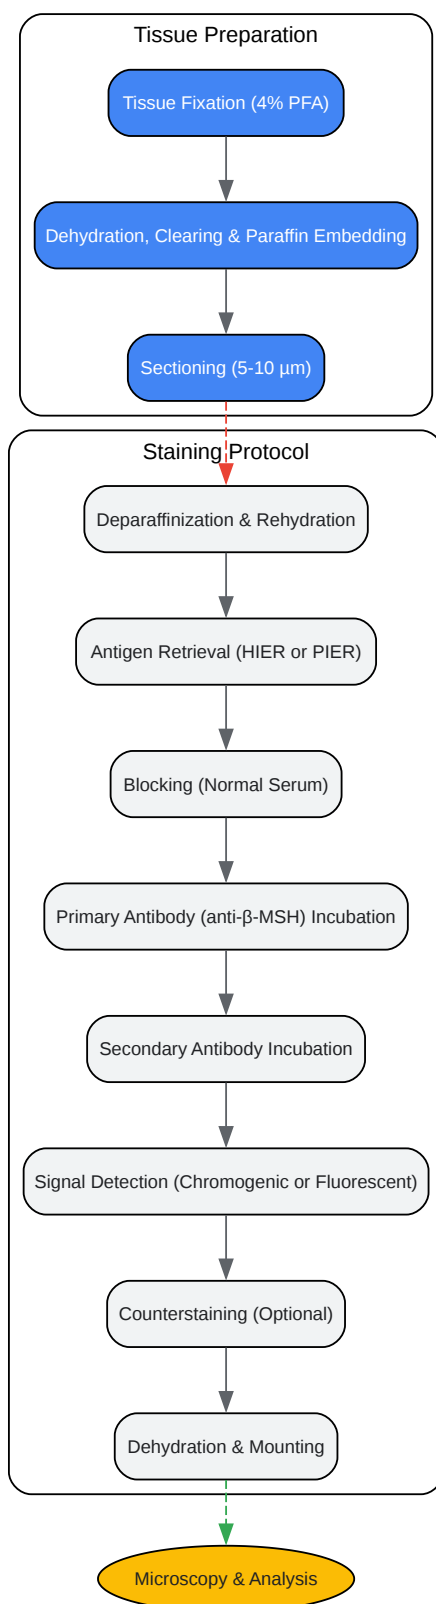 Tissue Preparation
Tissue Fixation (4% PFA)
Dehydration, Clearing & Paraffin Embedding
Sectioning (5-10 µm)
Staining Protocol
Deparaffinization & Rehydration
Antigen Retrieval (HIER or PIER)
Blocking (Normal Serum)
Primary Antibody (anti-β-MSH) Incubation
Secondary Antibody Incubation
Signal Detection (Chromogenic or Fluorescent)
Counterstaining (Optional)
Dehydration & Mounting
Microscopy & Analysis